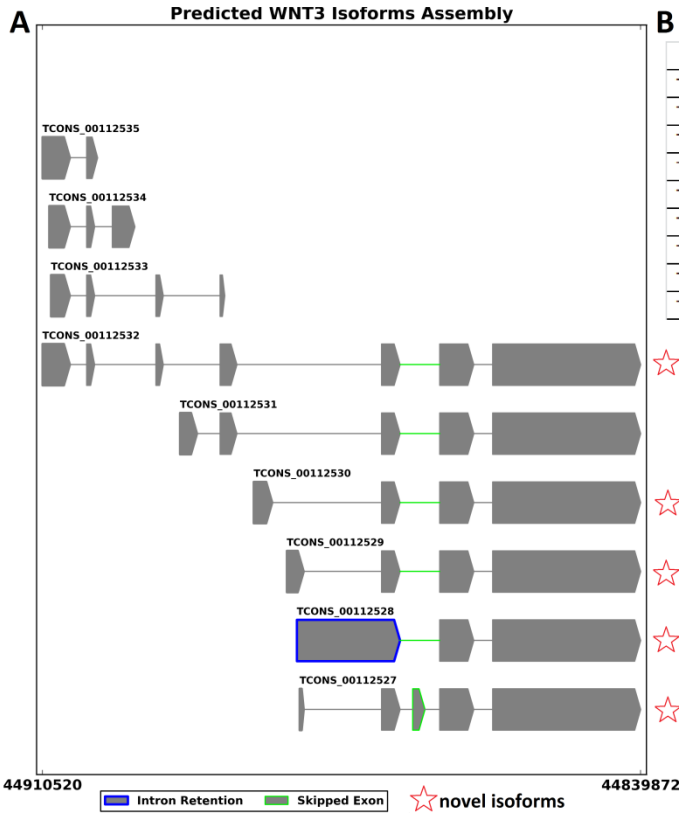 A
Predicted WNT3 Isoforms Assembly
B
TCONS_00112535
TCONS_00112534
TCONS_00112533
TCONS_00112532
TCONS_00112531
TCONS_00112530
TCONS_00112529
TCONS_00112528
TCONS_00112527
44910520
44839872
Intron Retention
Skipped Exon
novel isoforms